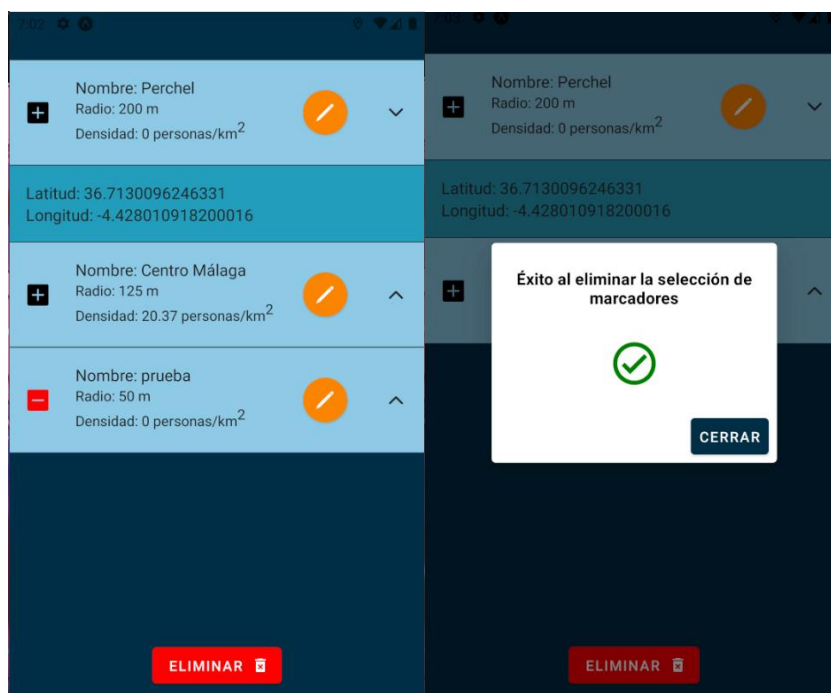 7:02
Nombre: Perchel
Radio: 200 m
Densidad: 0 personas/km2
Latitud: 36.7130096246331
Longitud: -4.428010918200016
Nombre: Centro Málaga
Radio: 125 m
Densidad: 20.37 personas/km2
Nombre: prueba
Radio: 50 m
Densidad: 0 personas/km2
ELIMINAR
Nombre: Perchel
Radio: 200 m
Densidad: 0 personas/km2
Latitud: 36.7130096246331
Longitud: -4.428010918200016
Éxito al eliminar la selección de
marcadores
CERRAR
ELIMINAR